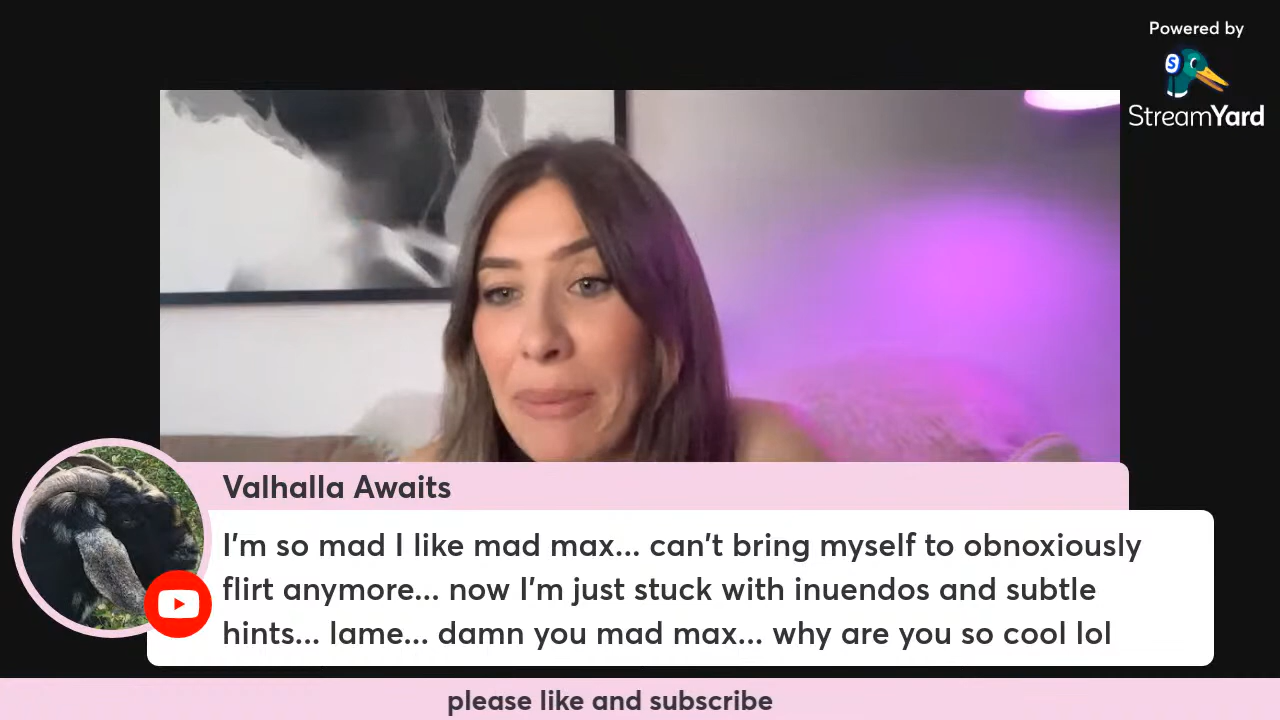 Powered by
S
StreamYard
Valhalla Awaits
I'm so mad I like mad max... can't bring myself to obnoxiously
flirt anymore... now I'm just stuck with inuendos and subtle
hints... lame... damn you mad max... why are you so cool lol
please like and subscribe